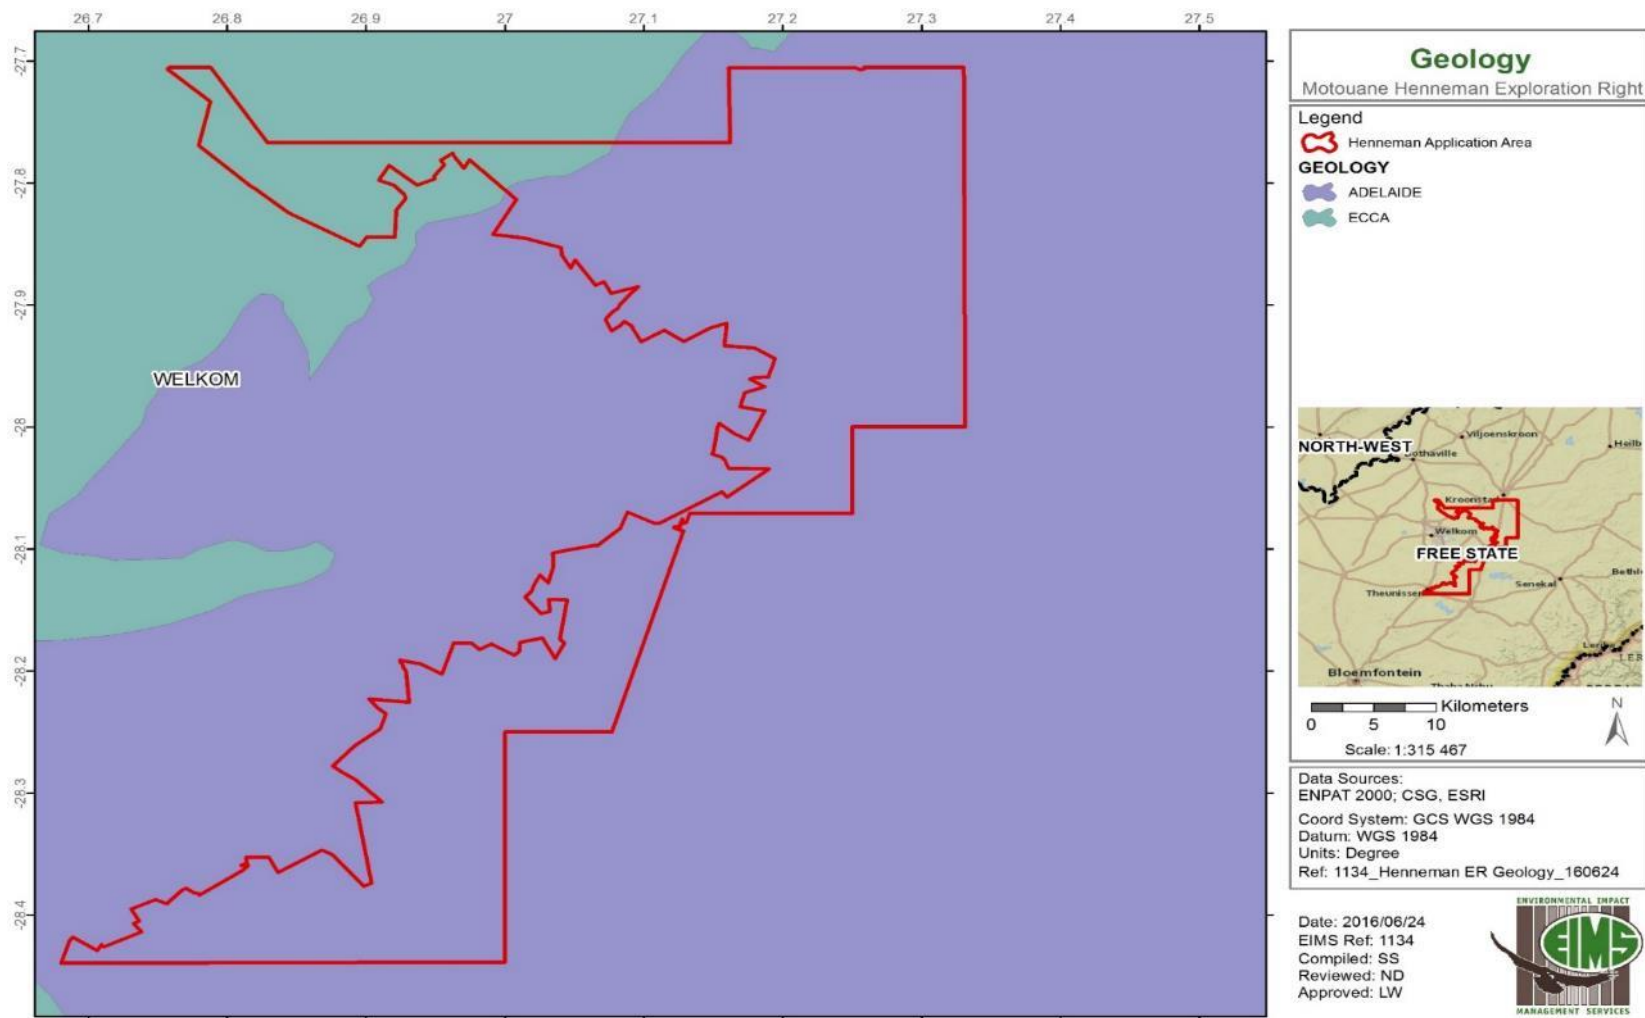 26.7 26.8 26.9 27 27.1 27.2 27.3 27.4 27.5
-27.7
-27.8
-27.9
-28
-28.1
-28.2
-28.3
-28.4
WELKOM
Geology
Motouane Henneman Exploration Right
Legend
Henneman Application Area
GEOLOGY
ADELAIDE
ECCA
NORTH-WEST
Viljoenskroon
Bothaville
Heilb
Kroonstad
Welkom
FREE STATE
Senekal
Bethl
Theunissen
Bloemfontein
Kilometers
0 5 10
N
Scale: 1:315 467
Data Sources:
ENPAT 2000; CSG, ESRI
Coord System: GCS WGS 1984
Datum: WGS 1984
Units: Degree
Ref: 1134_Henneman ER Geology_160624
Date: 2016/06/24
EIMS Ref: 1134
Compiled: SS
Reviewed: ND
Approved: LW
ENVIRONMENTAL IMPACT
EIMS
MANAGEMENT SERVICES